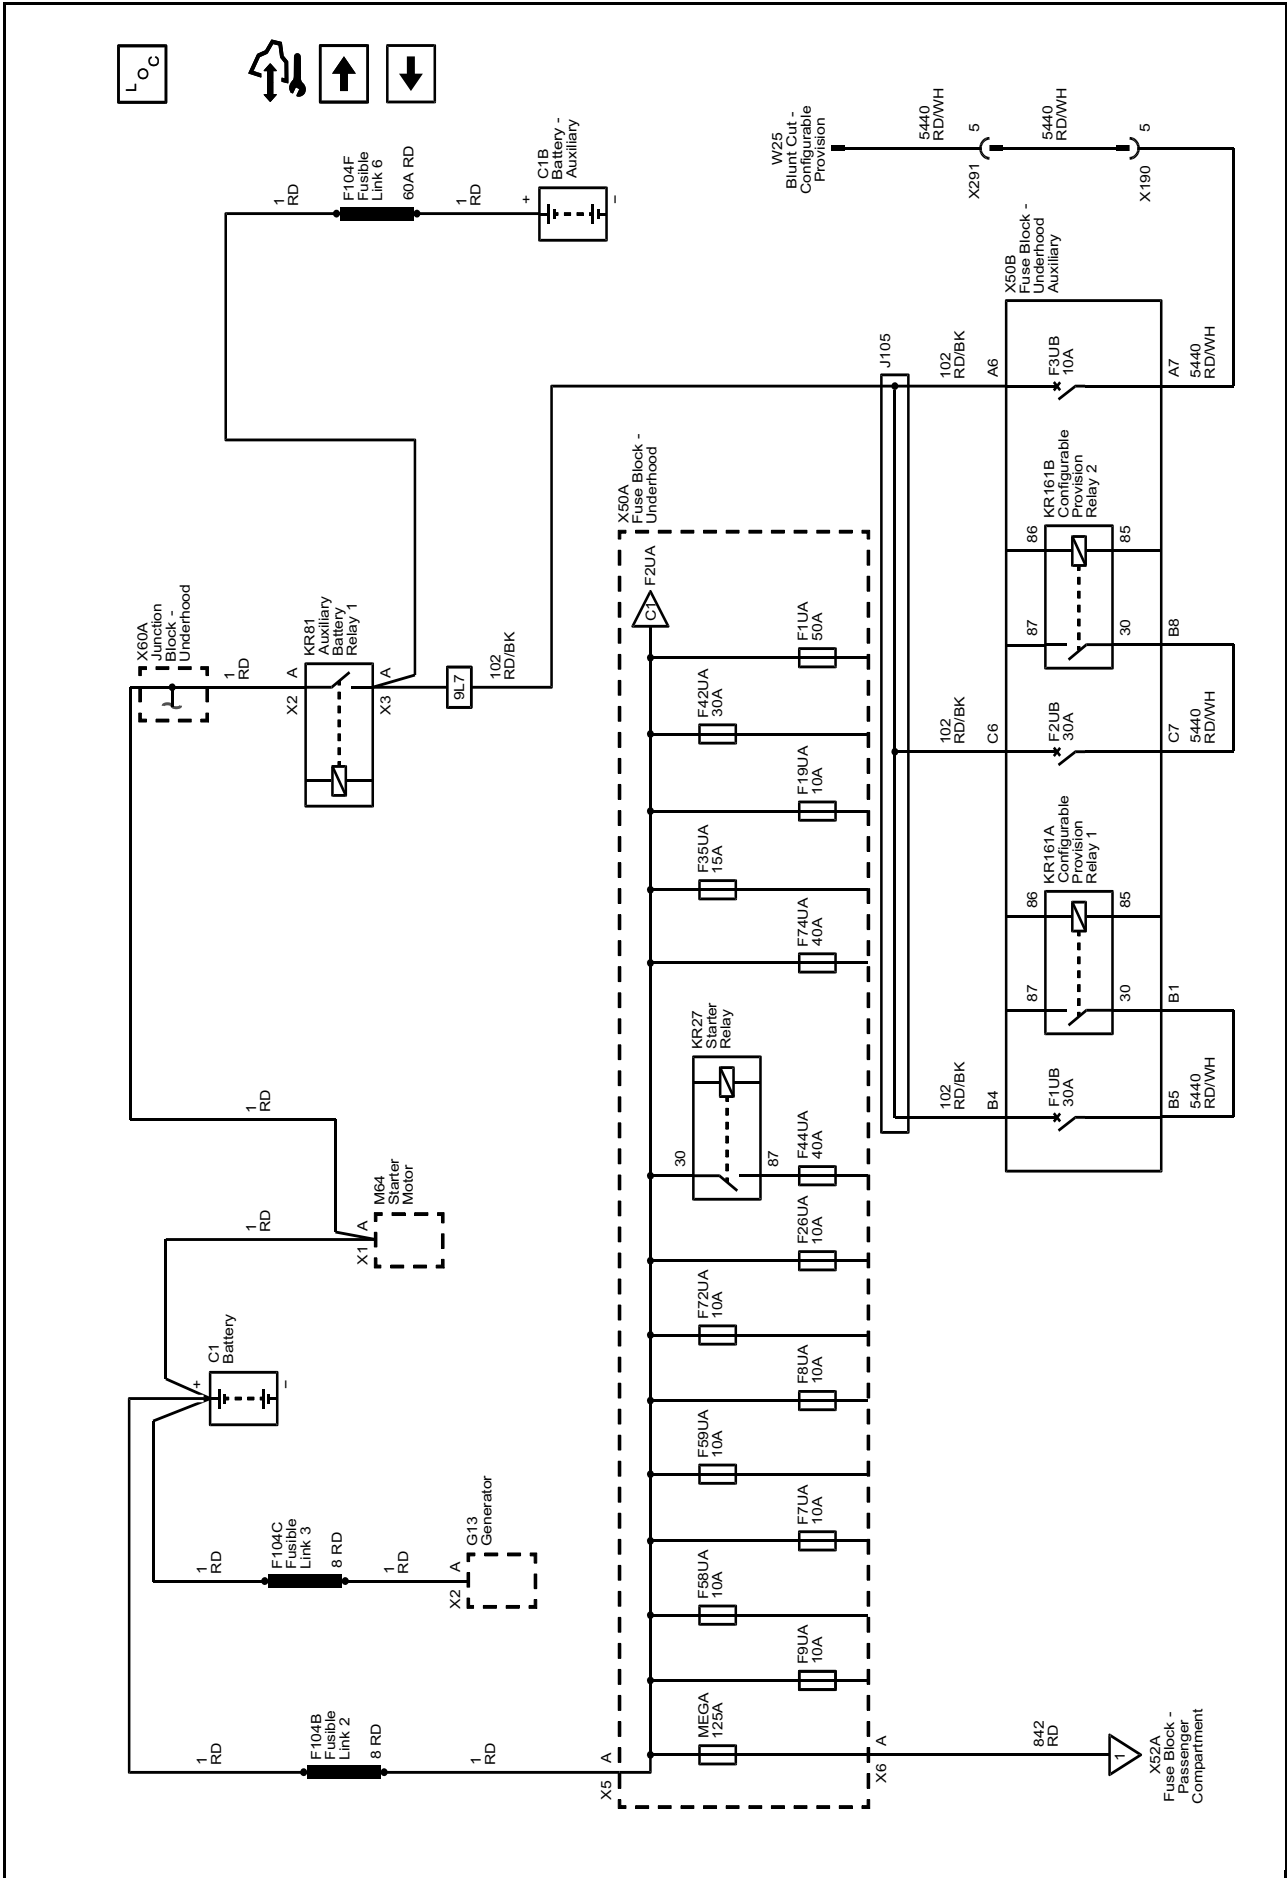 LOC
1
RD
F104B
Fusible
Link 2
8 RD
1
RD
X5
A
1
RD
F104C
Fusible
Link 3
8 RD
1
RD
X2
A
G13
Generator
C1
Battery
+
–
1
RD
X1
A
M64
Starter
Motor
1
RD
X60A
Junction
Block -
Underhood
1
RD
X2
A
KR81
Auxiliary
Battery
Relay 1
X3
A
9L7
102
RD/BK
1
RD
F104F
Fusible
Link 6
60A RD
1
RD
C1B
Battery -
Auxiliary
+
–
X50A
Fuse Block -
Underhood
MEGA
125A
F9UA
10A
F58UA
10A
F7UA
10A
F59UA
10A
F8UA
10A
F72UA
10A
F26UA
10A
KR27
Starter
Relay
30
87
F44UA
40A
F74UA
40A
F35UA
15A
F19UA
10A
F42UA
30A
F1UA
50A
C1
F2UA
X6
A
842
RD
1
X52A
Fuse Block -
Passenger
Compartment
J105
102
RD/BK
B4
102
RD/BK
C6
102
RD/BK
A6
X50B
Fuse Block -
Underhood
Auxiliary
F1UB
30A
KR161A
Configurable
Provision
Relay 1
87
86
30
85
F2UB
30A
KR161B
Configurable
Provision
Relay 2
87
86
30
85
F3UB
10A
B5
5440
RD/WH
B1
C7
5440
RD/WH
B8
A7
5440
RD/WH
W25
Blunt Cut -
Configurable
Provision
5440
RD/WH
X291
5
5440
RD/WH
X190
5